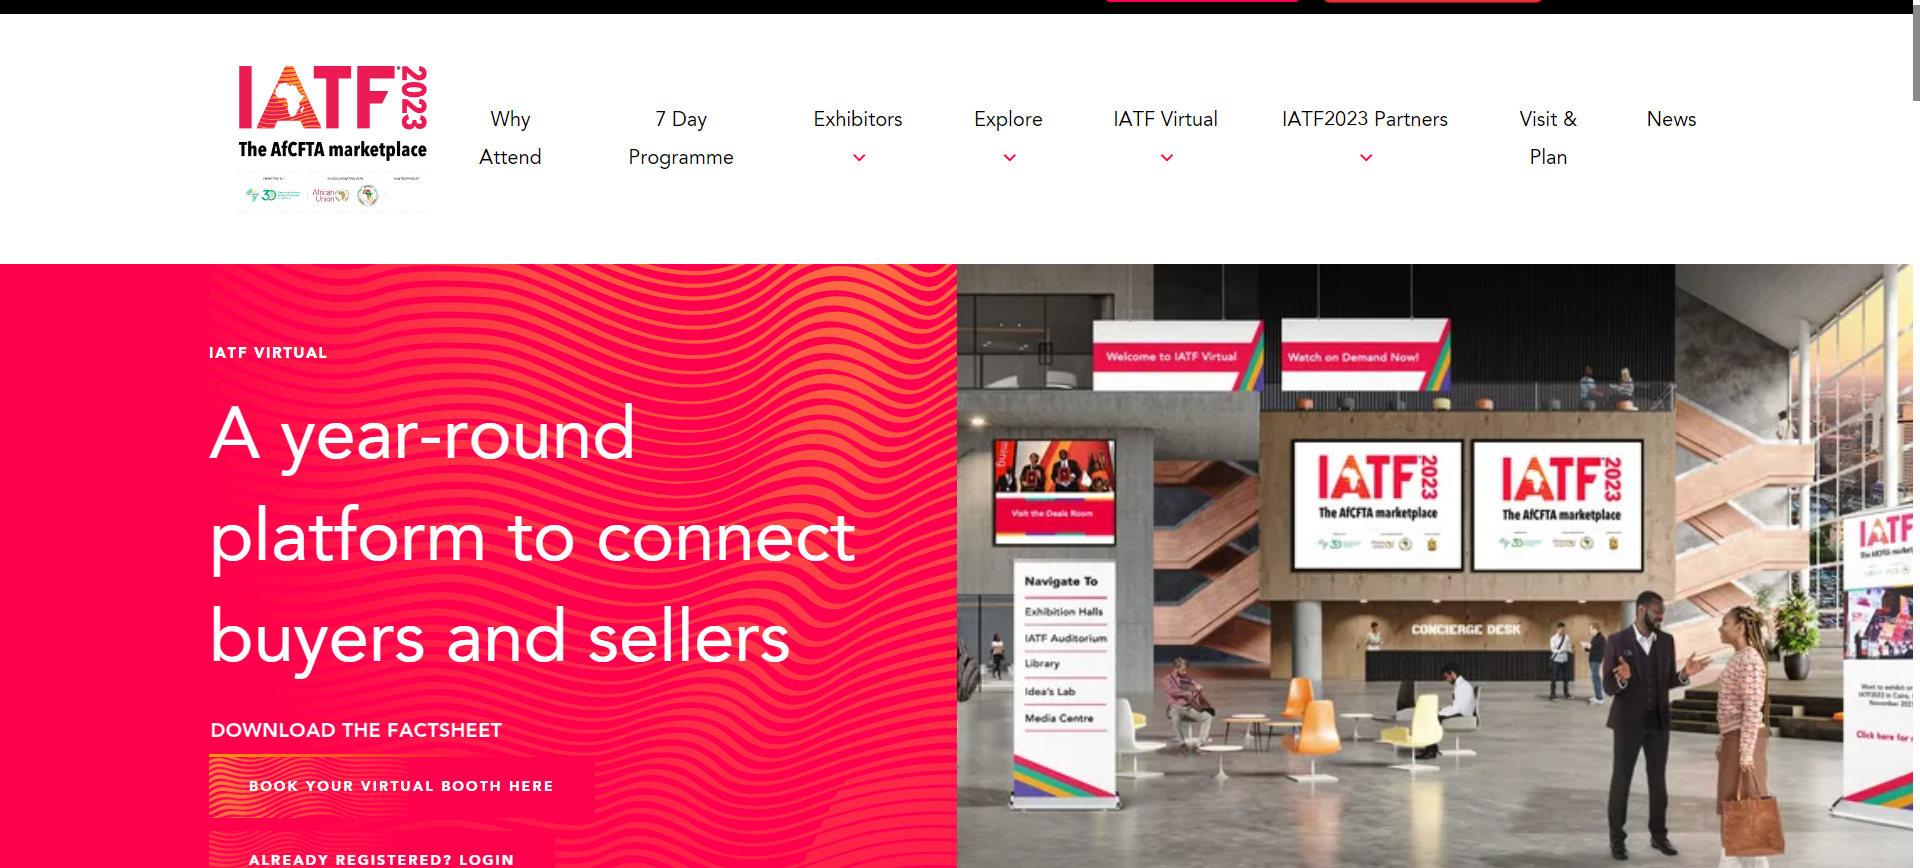 IATF 2023
The AfCFTA marketplace
African Union
Why Attend
7 Day Programme
Exhibitors
Explore
IATF Virtual
IATF2023 Partners
Visit & Plan
News
IATF VIRTUAL
A year-round
platform to connect
buyers and sellers
DOWNLOAD THE FACTSHEET
BOOK YOUR VIRTUAL BOOTH HERE
ALREADY REGISTERED? LOGIN
Welcome to IATF Virtual
Watch on Demand Now!
Visit the Deals Room
IATF 2023
The AfCFTA marketplace
IATF 2023
The AfCFTA marketplace
Navigate To
Exhibition Halls
IATF Auditorium
Library
Idea's Lab
Media Centre
CONCIERGE DESK
IATF
Want to exhibit
IATF2023 in Cairo,
November 202
Click here for